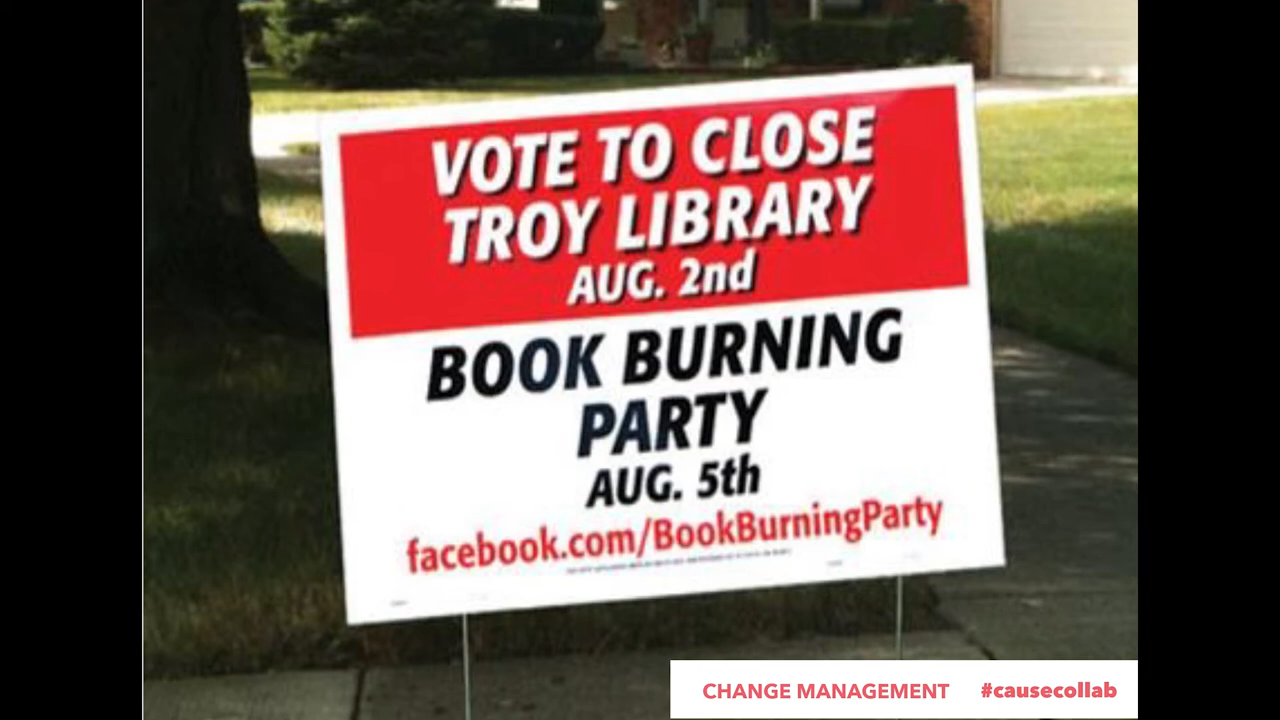 VOTE TO CLOSE
TROY LIBRARY
AUG. 2nd
BOOK BURNING
PARTY
AUG. 5th
facebook.com/BookBurningParty
CHANGE MANAGEMENT #causecollab